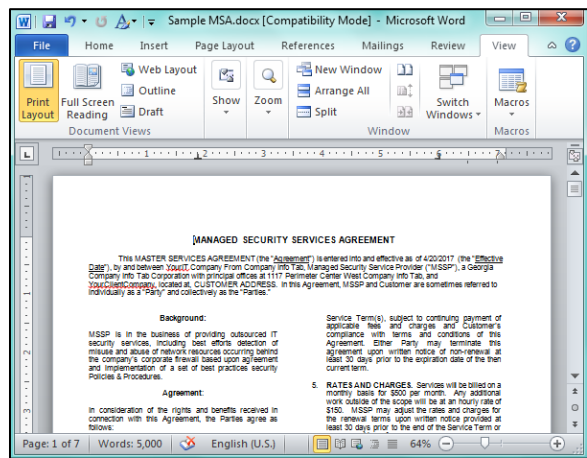 Sample MSA.docx [Compatibility Mode] - Microsoft Word
File Home Insert Page Layout References Mailings Review View
Print Layout
Full Screen Reading
Web Layout
Outline
Draft
Document Views
Show
Zoom
New Window
Arrange All
Split
Switch Windows
Window
Macros
Macros
1 2 3 4 5 6 7
MANAGED SECURITY SERVICES AGREEMENT
This MASTER SERVICES AGREEMENT (the "Agreement") is entered into and effective as of 4/20/2017 (the "Effective
Date"), by and between YourIT Company From Company Info Tab, Managed Security Service Provider ("MSSP"), a Georgia
Company Info Tab Corporation with principal offices at 1117 Perimeter Center West Company Info Tab, and
YourClientCompany, located at, CUSTOMER ADDRESS. In this Agreement, MSSP and Customer are sometimes referred to
individually as a "Party" and collectively as the "Parties."
Background:
MSSP is in the business of providing outsourced IT
security services, including best efforts detection of
misuse and abuse of network resources occurring behind
the company's corporate firewall based upon agreement
and implementation of a set of best practices security
Policies & Procedures.
Agreement:
In consideration of the rights and benefits received in
connection with this Agreement, the Parties agree as
follows:
Service Term(s), subject to continuing payment of
applicable fees and charges and Customer's
compliance with terms and conditions of this
Agreement. Either Party may terminate this
agreement upon written notice of non-renewal at
least 30 days prior to the expiration date of the then
current term.
5. RATES AND CHARGES. Services will be billed on a
monthly basis for $500 per month. Any additional
work outside of the scope will be at an hourly rate of
$150. MSSP may adjust the rates and charges for
the renewal terms upon written notice provided at
least 30 days prior to the end of the Service Term or
Page: 1 of 7 Words: 5,000 English (U.S.) 64%